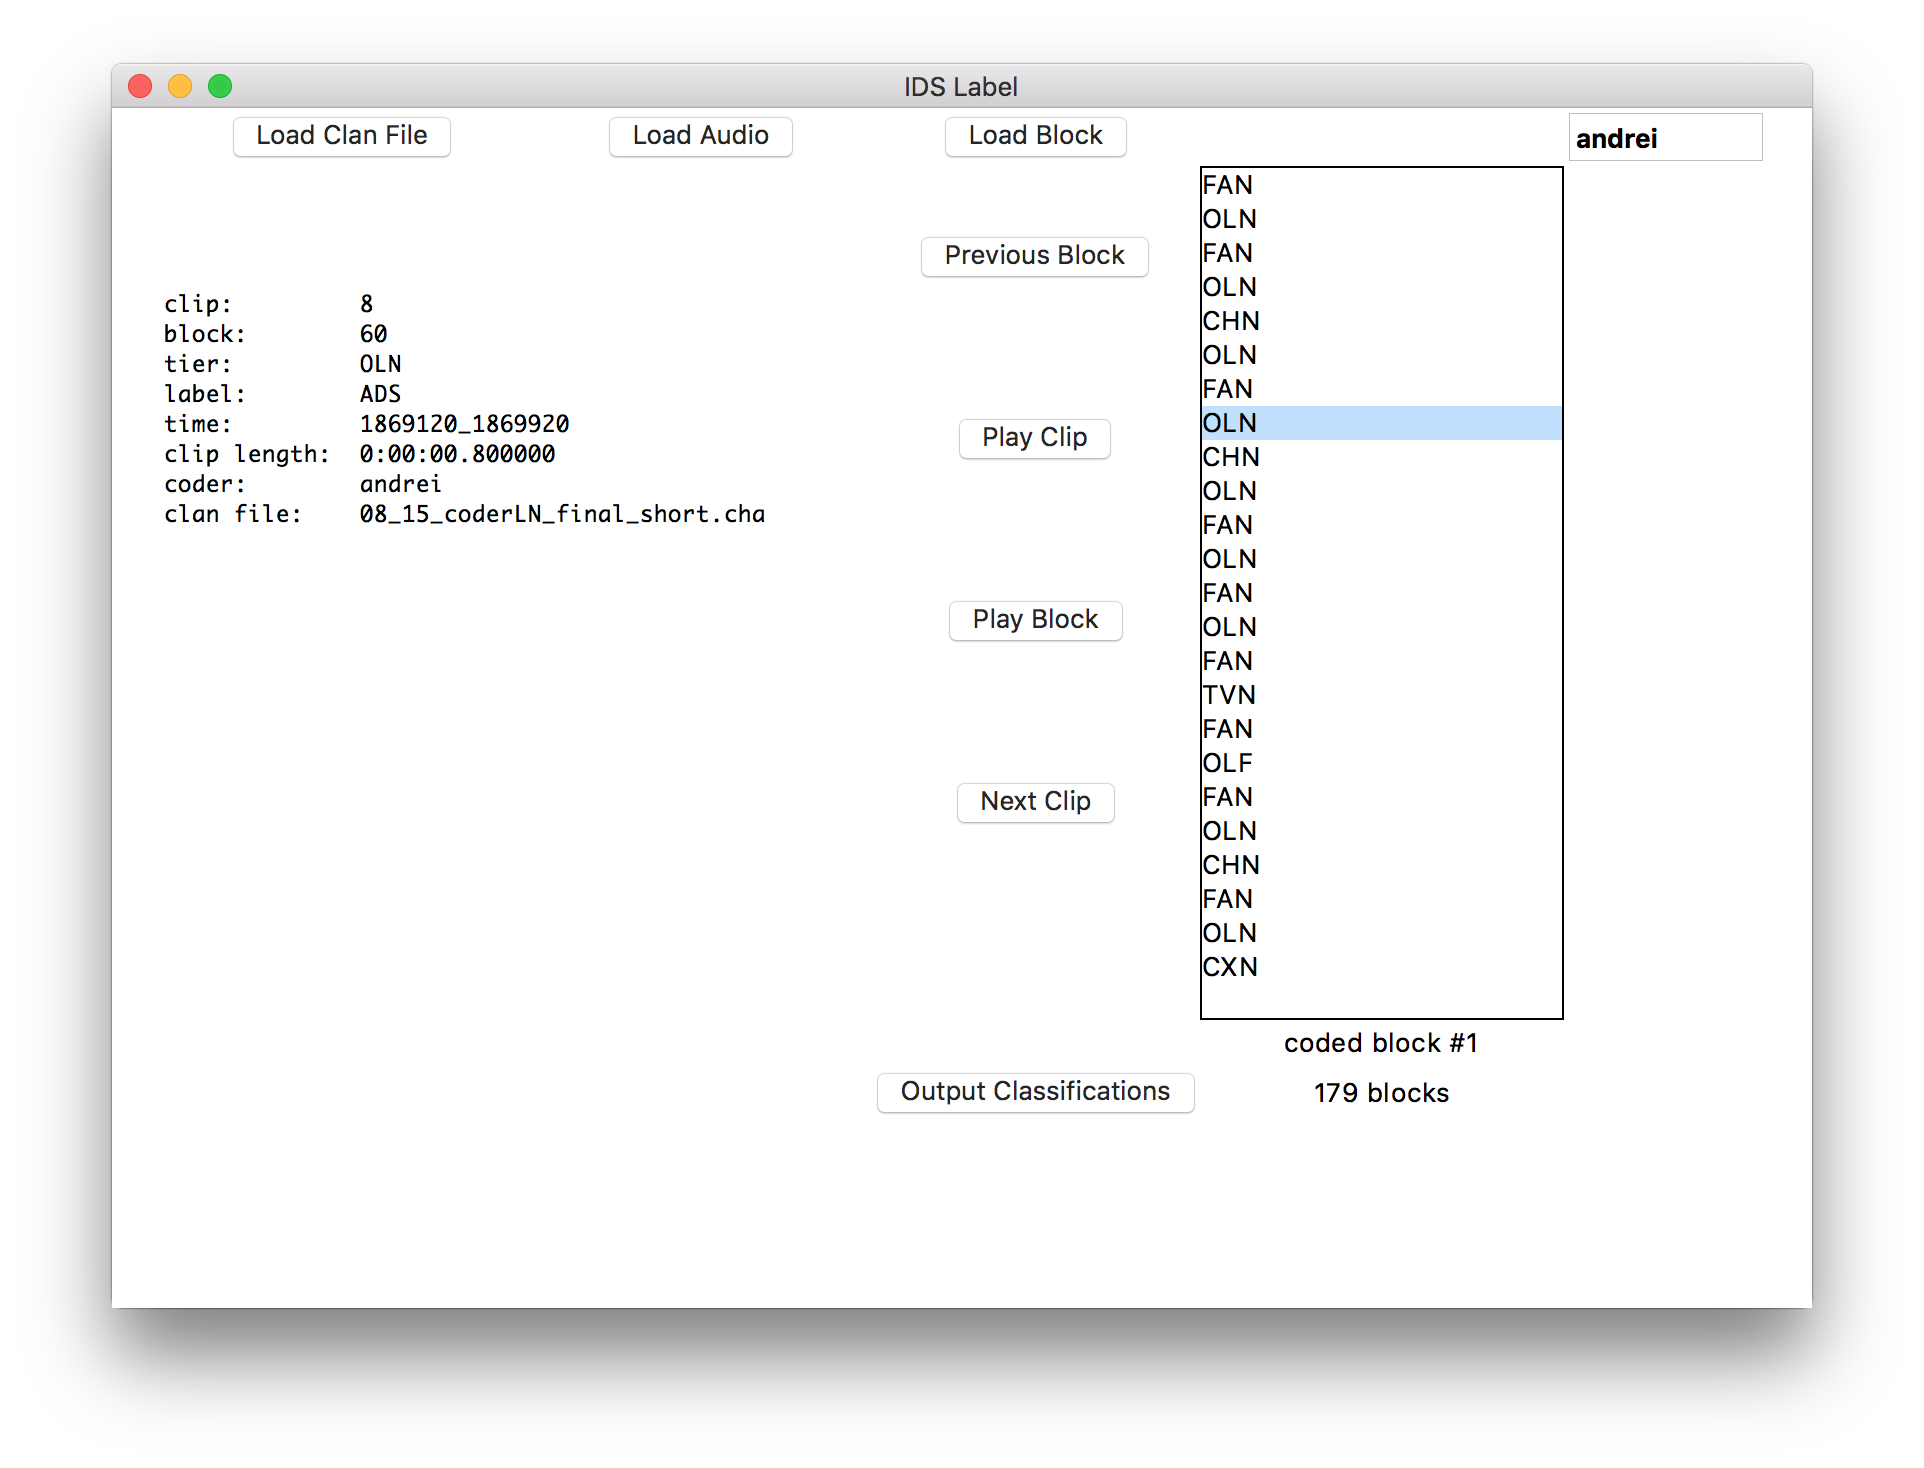 IDS Label
Load Clan File
Load Audio
Load Block
andrei
Previous Block
clip: 8
block: 60
tier: OLN
label: ADS
time: 1869120_1869920
clip length: 0:00:00.800000
coder: andrei
clan file: 08_15_coderLN_final_short.cha
Play Clip
Play Block
Next Clip
FAN
OLN
FAN
OLN
CHN
OLN
FAN
OLN
CHN
OLN
FAN
OLN
FAN
OLN
FAN
TVN
FAN
OLF
FAN
OLN
CHN
FAN
OLN
CXN
coded block #1
Output Classifications
179 blocks